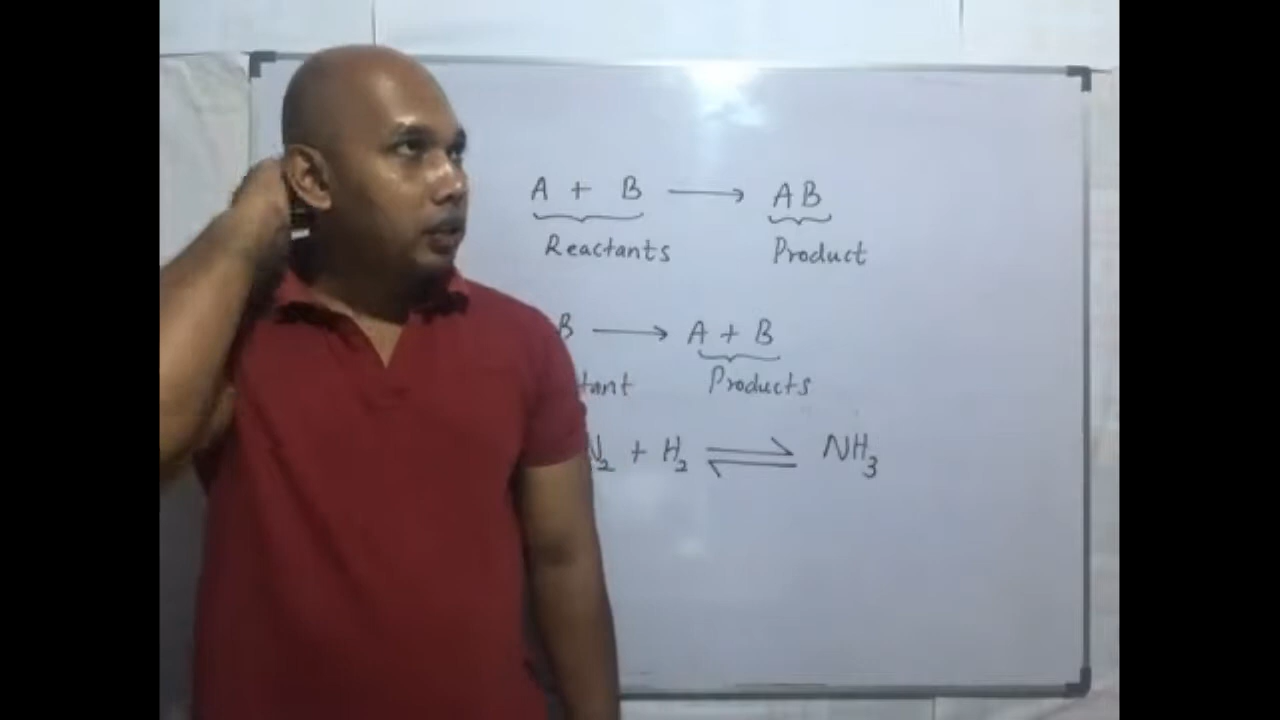 A + B ⟶ AB
Reactants Product
B ⟶ A + B
tant Products
N₂ + H₂ ⇌ NH₃